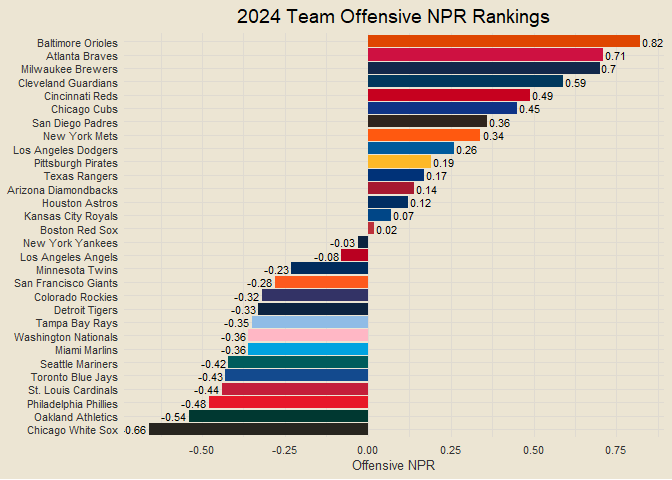 2024 Team Offensive NPR Rankings
Baltimore Orioles 0.82
Atlanta Braves 0.71
Milwaukee Brewers 0.7
Cleveland Guardians 0.59
Cincinnati Reds 0.49
Chicago Cubs 0.45
San Diego Padres 0.36
New York Mets 0.34
Los Angeles Dodgers 0.26
Pittsburgh Pirates 0.19
Texas Rangers 0.17
Arizona Diamondbacks 0.14
Houston Astros 0.12
Kansas City Royals 0.07
Boston Red Sox 0.02
New York Yankees -0.03
Los Angeles Angels -0.08
Minnesota Twins -0.23
San Francisco Giants -0.28
Colorado Rockies -0.32
Detroit Tigers -0.33
Tampa Bay Rays -0.35
Washington Nationals -0.36
Miami Marlins -0.36
Seattle Mariners -0.42
Toronto Blue Jays -0.43
St. Louis Cardinals -0.44
Philadelphia Phillies -0.48
Oakland Athletics -0.54
Chicago White Sox -0.66
-0.50 -0.25 0.00 0.25 0.50 0.75
Offensive NPR